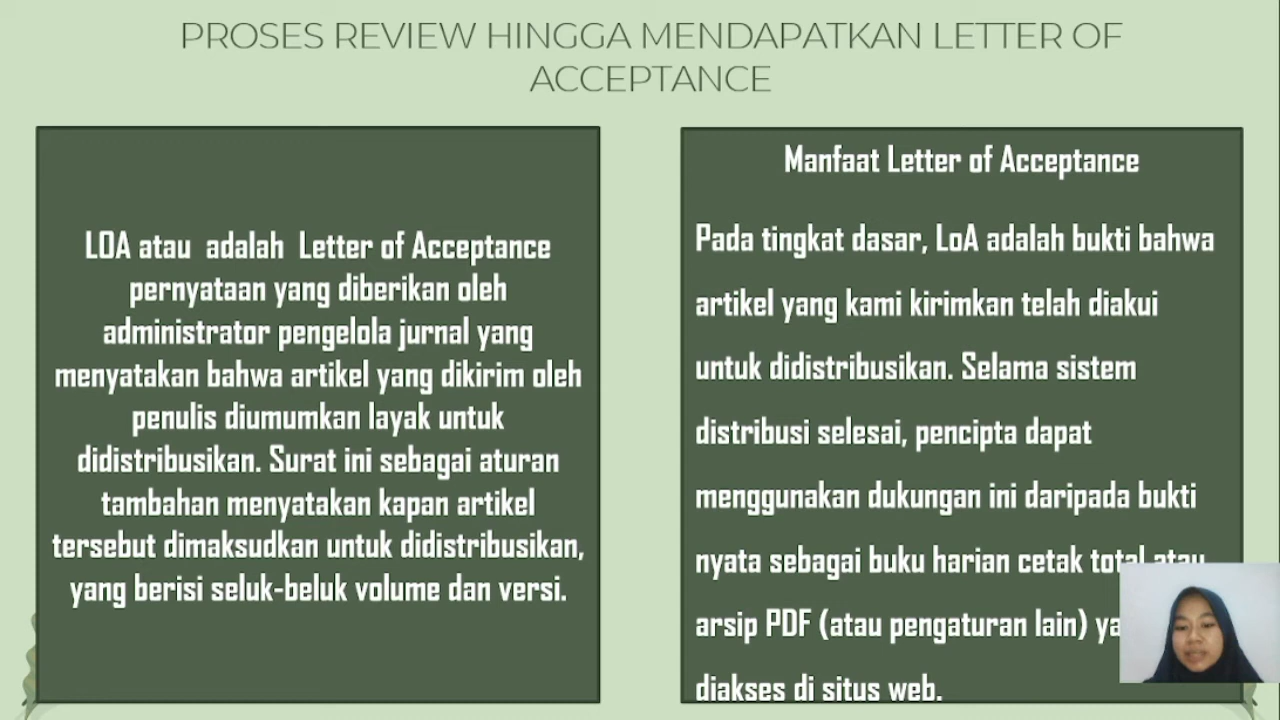 PROSES REVIEW HINGGA MENDAPATKAN LETTER OF
ACCEPTANCE
LOA atau adalah Letter of Acceptance
pernyataan yang diberikan oleh
administrator pengelola jurnal yang
menyatakan bahwa artikel yang dikirim oleh
penulis diumumkan layak untuk
didistribusikan. Surat ini sebagai aturan
tambahan menyatakan kapan artikel
tersebut dimaksudkan untuk didistribusikan,
yang berisi seluk-beluk volume dan versi.
Manfaat Letter of Acceptance
Pada tingkat dasar, LoA adalah bukti bahwa
artikel yang kami kirimkan telah diakui
untuk didistribusikan. Selama sistem
distribusi selesai, pencipta dapat
menggunakan dukungan ini daripada bukti
nyata sebagai buku harian cetak total atau
arsip PDF (atau pengaturan lain)
diakses di situs web.